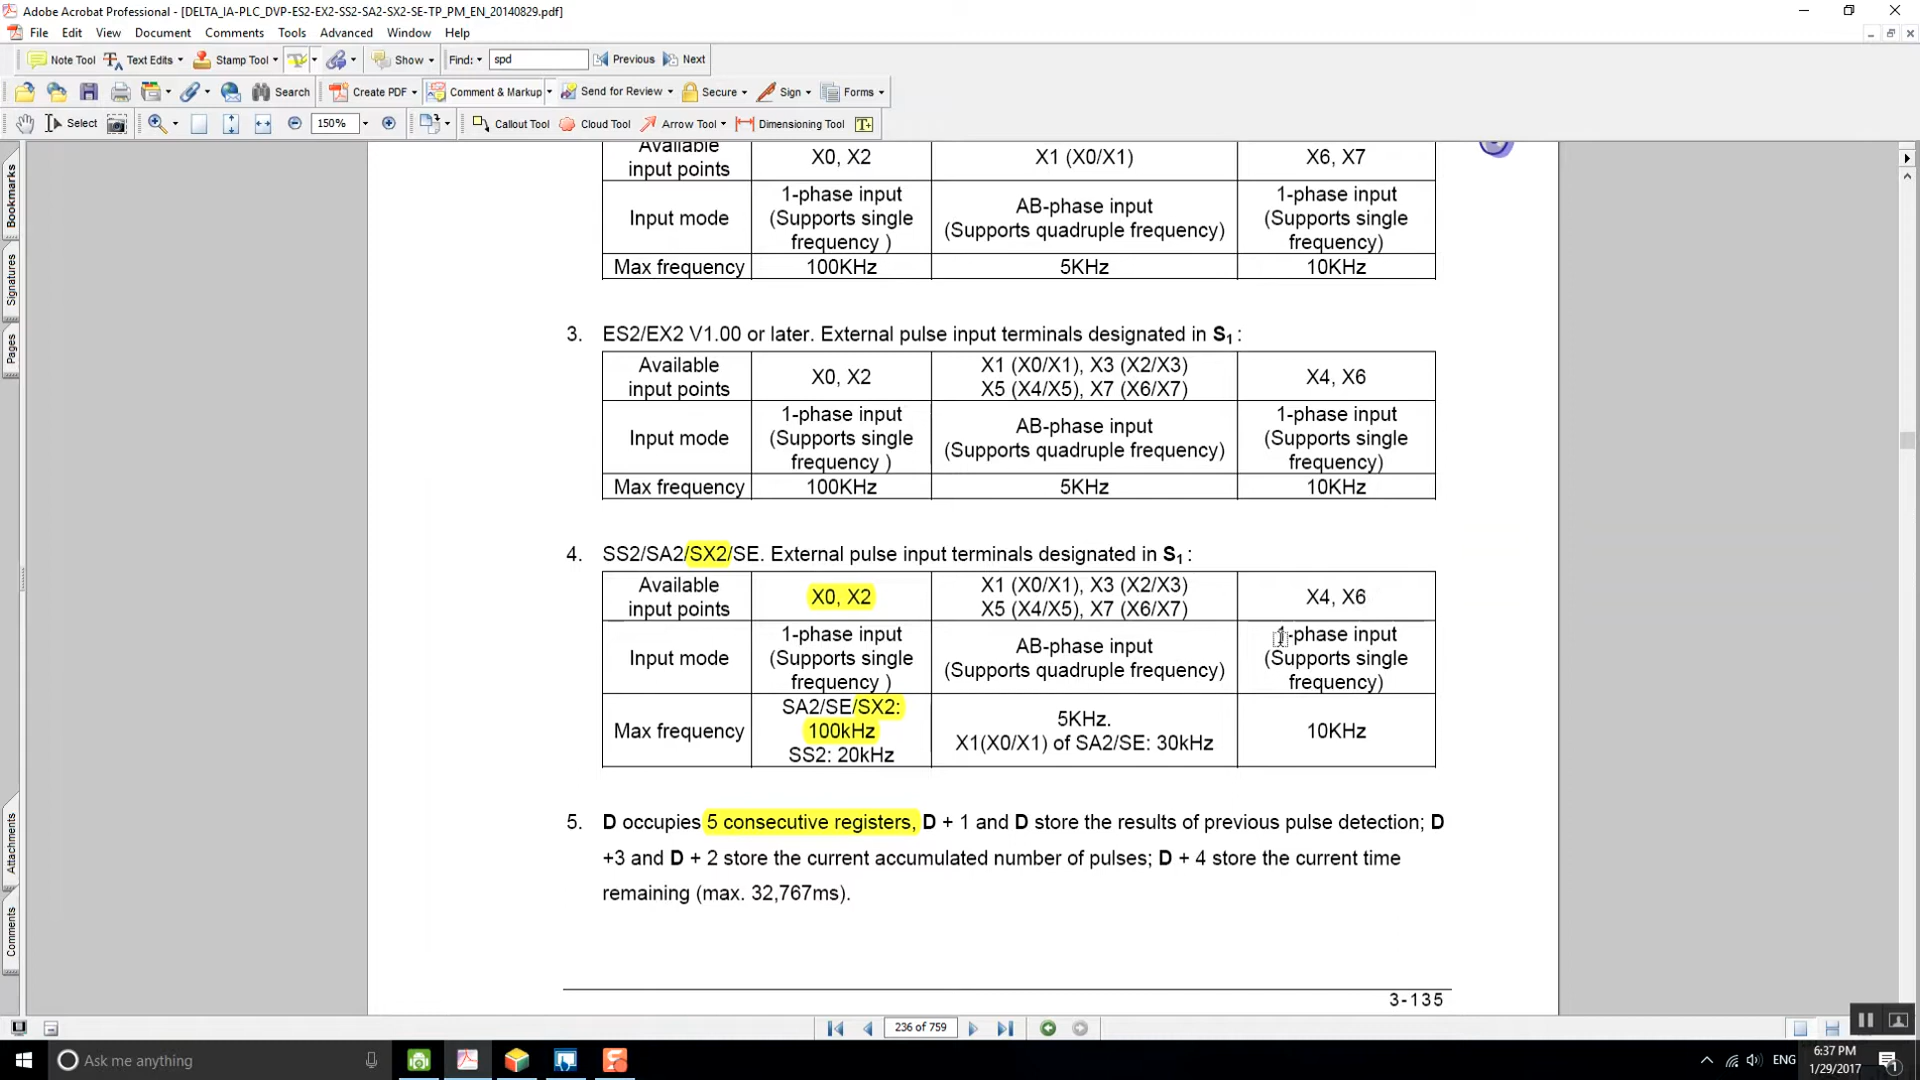 Adobe Acrobat Professional - [DELTA_IA-PLC_DVP-ES2-EX2-SS2-SA2-SX2-SE-TP_PM_EN_20140829.pdf]
File Edit View Document Comments Tools Advanced Window Help
Note Tool Text Edits Stamp Tool Show Find: spd Previous Next
Search Create PDF Comment & Markup Send for Review Secure Sign Forms
Select 150% Callout Tool Cloud Tool Arrow Tool Dimensioning Tool T+
Bookmarks
Signatures
Pages
Attachments
Comments
Available
input points
X0, X2
X1 (X0/X1)
X6, X7
Input mode
1-phase input
(Supports single
frequency )
AB-phase input
(Supports quadruple frequency)
1-phase input
(Supports single
frequency)
Max frequency 100KHz 5KHz 10KHz
3. ES2/EX2 V1.00 or later. External pulse input terminals designated in S1 :
Available
input points
X0, X2
X1 (X0/X1), X3 (X2/X3)
X5 (X4/X5), X7 (X6/X7)
X4, X6
Input mode
1-phase input
(Supports single
frequency )
AB-phase input
(Supports quadruple frequency)
1-phase input
(Supports single
frequency)
Max frequency 100KHz 5KHz 10KHz
4. SS2/SA2/SX2/SE. External pulse input terminals designated in S1 :
Available
input points
X0, X2
X1 (X0/X1), X3 (X2/X3)
X5 (X4/X5), X7 (X6/X7)
X4, X6
Input mode
1-phase input
(Supports single
frequency )
AB-phase input
(Supports quadruple frequency)
1-phase input
(Supports single
frequency)
Max frequency
SA2/SE/SX2:
100kHz
SS2: 20kHz
5KHz.
X1(X0/X1) of SA2/SE: 30kHz
10KHz
5. D occupies 5 consecutive registers, D + 1 and D store the results of previous pulse detection; D
+3 and D + 2 store the current accumulated number of pulses; D + 4 store the current time
remaining (max. 32,767ms).
3-135
236 of 759
Ask me anything
ENG
6:37 PM
1/29/2017
1